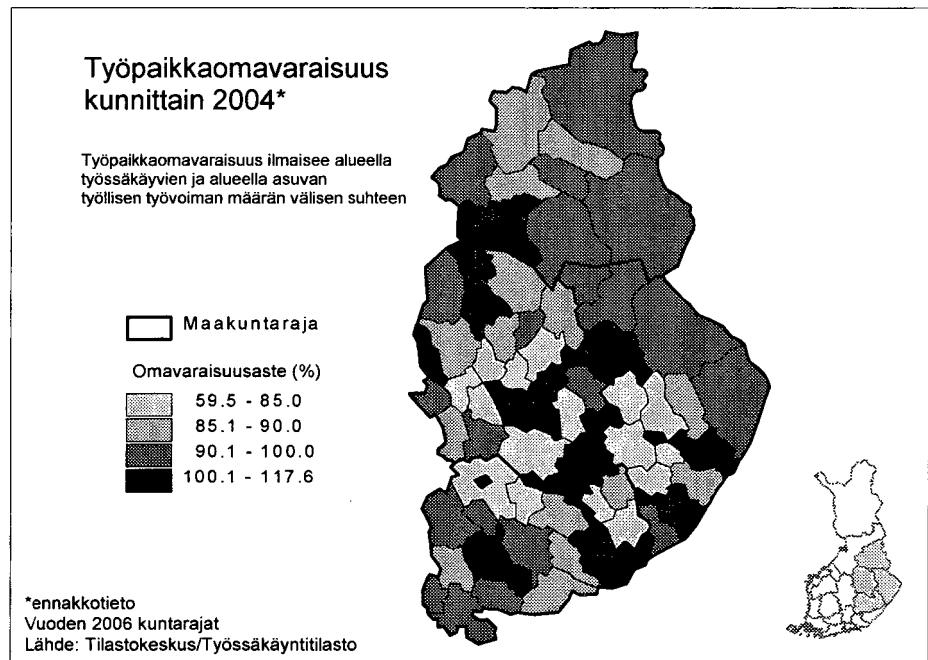 Työpaikkaomavaraisuus
kunnittain 2004*
Työpaikkaomavaraisuus ilmaisee alueella
työssäkäyvien ja alueella asuvan
työllisen työvoiman määrän välisen suhteen
Maakuntaraja
Omavaraisuusaste (%)
59.5 - 85.0
85.1 - 90.0
90.1 - 100.0
100.1 - 117.6
*ennakkotieto
Vuoden 2006 kuntarajat
Lähde: Tilastokeskus/Työssäkäyntitilasto